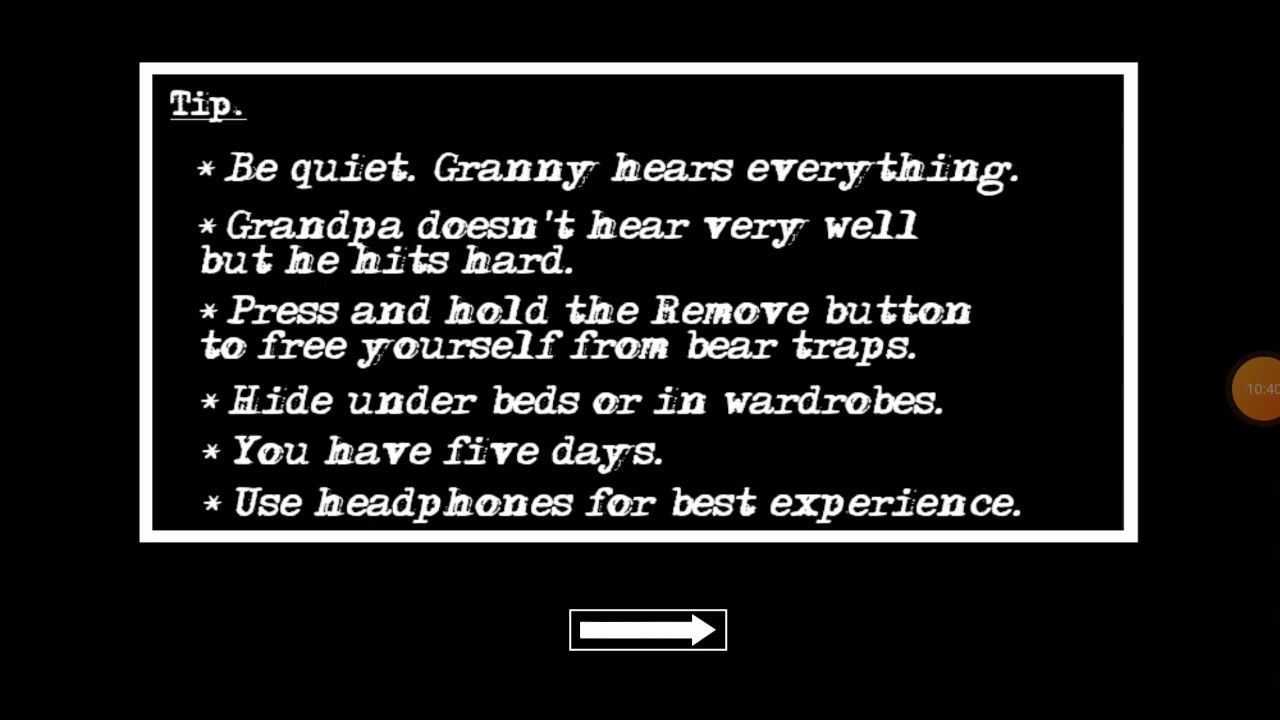 Tip.
* Be quiet. Granny hears everything.
* Grandpa doesn't hear very well
but he hits hard.
* Press and hold the Remove button
to free yourself from bear traps.
* Hide under beds or in wardrobes.
* You have five days.
* Use headphones for best experience.
10:40